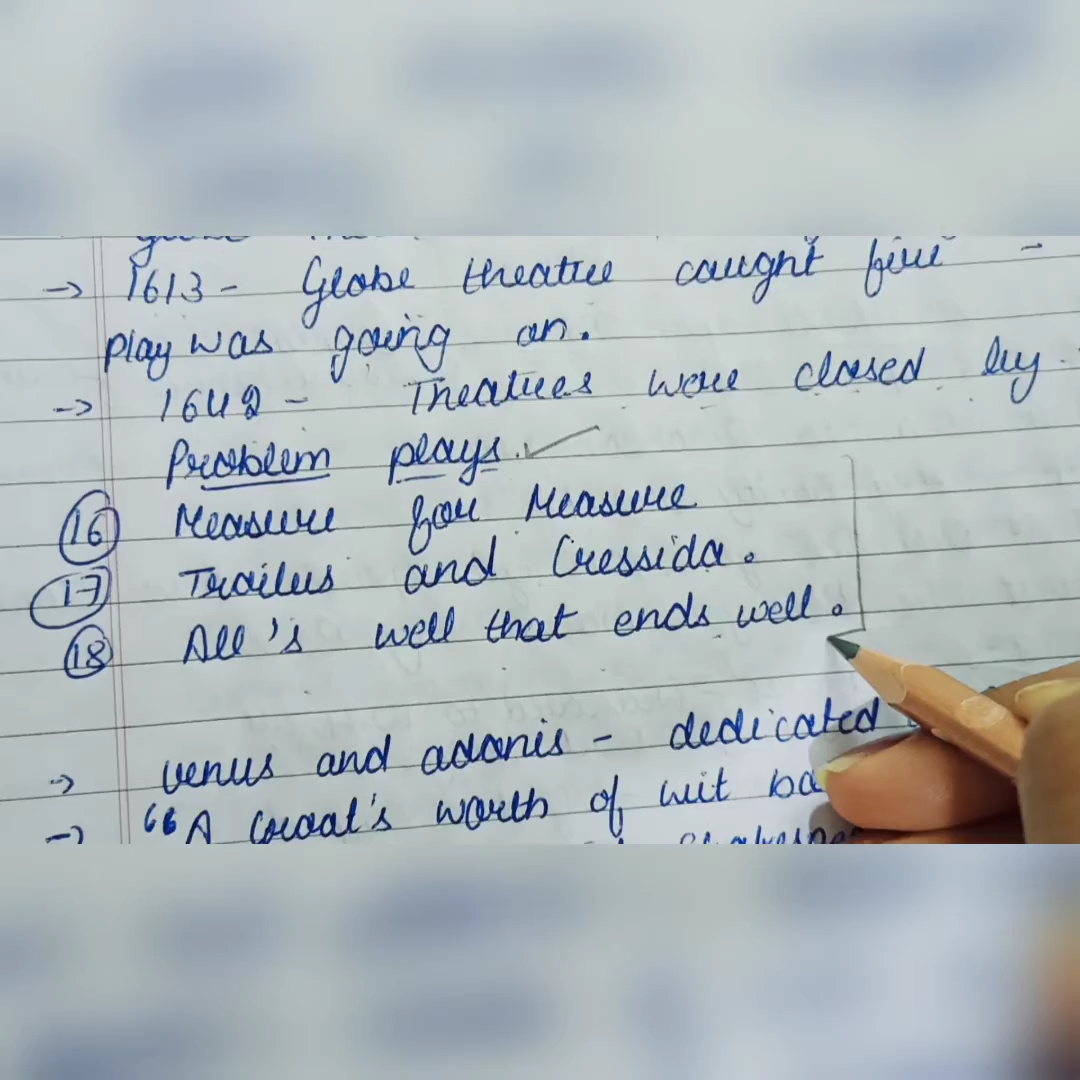 → 1613 - Globe theatre caught fire -
play was going on.
→ 1642 - Theatres were closed by
Problem plays. ✓
16 Measure for Measure
17 Troilus and Cressida.
18 All's well that ends well.
→ venus and adonis - dedicated
→ "A Groat's worth of wit